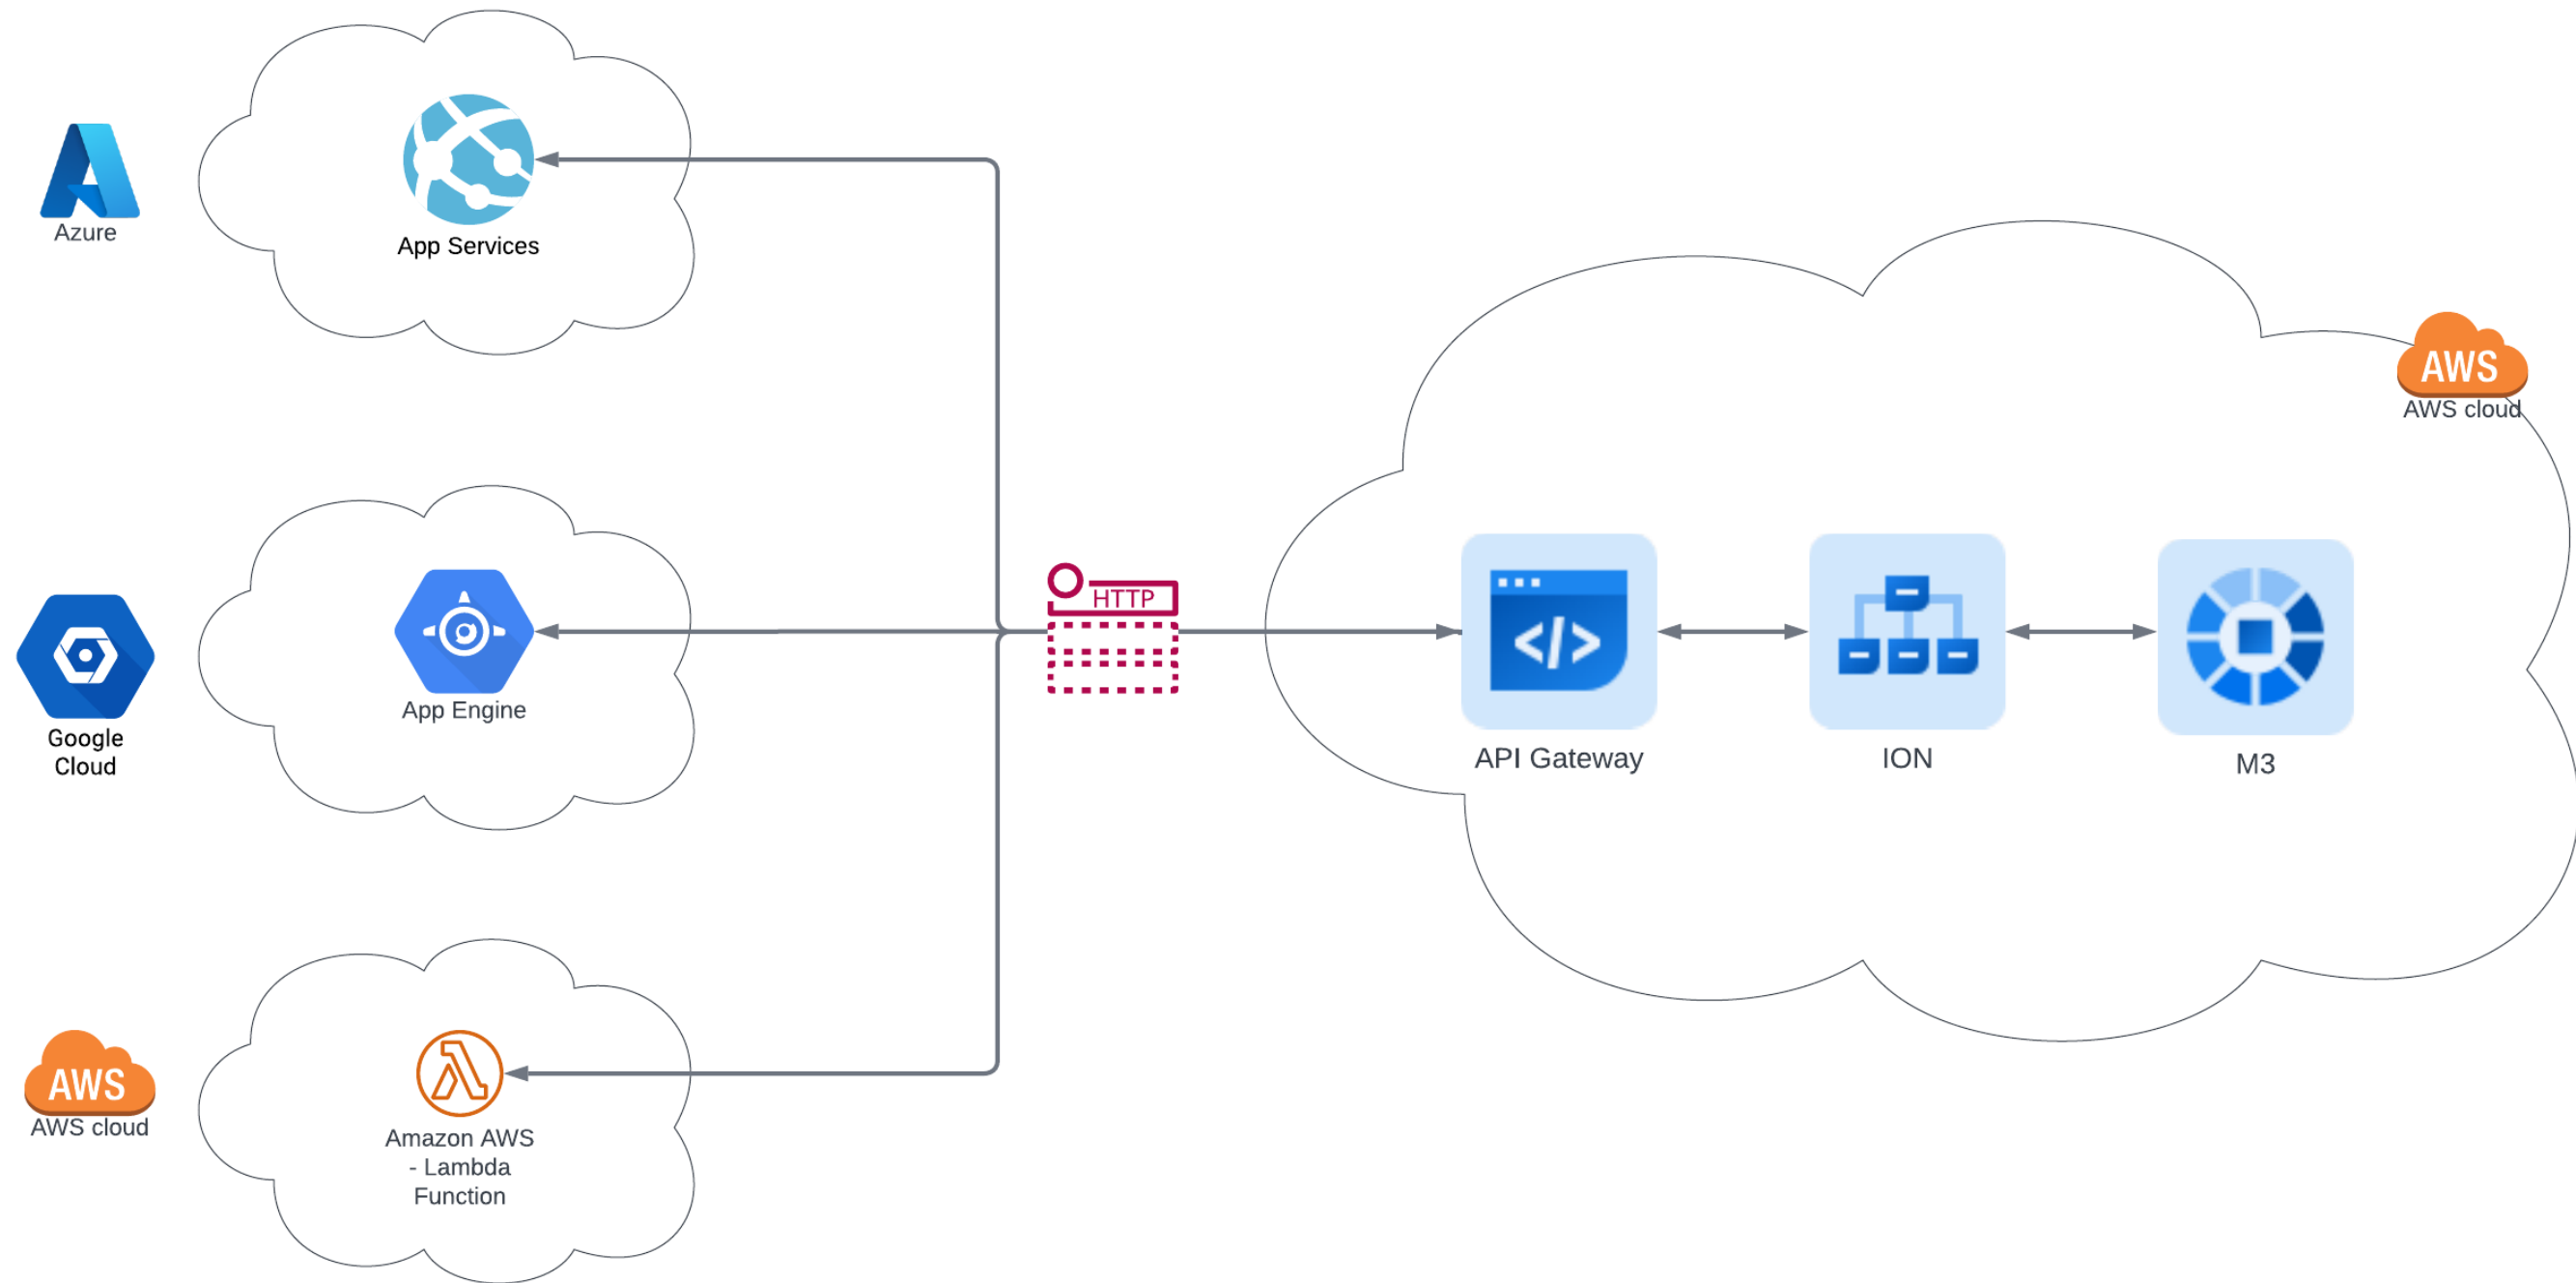 Azure
App Services
AWS
AWS cloud
HTTP
App Engine
Google
Cloud
API Gateway
ION
M3
AWS
AWS cloud
Amazon AWS
- Lambda
Function